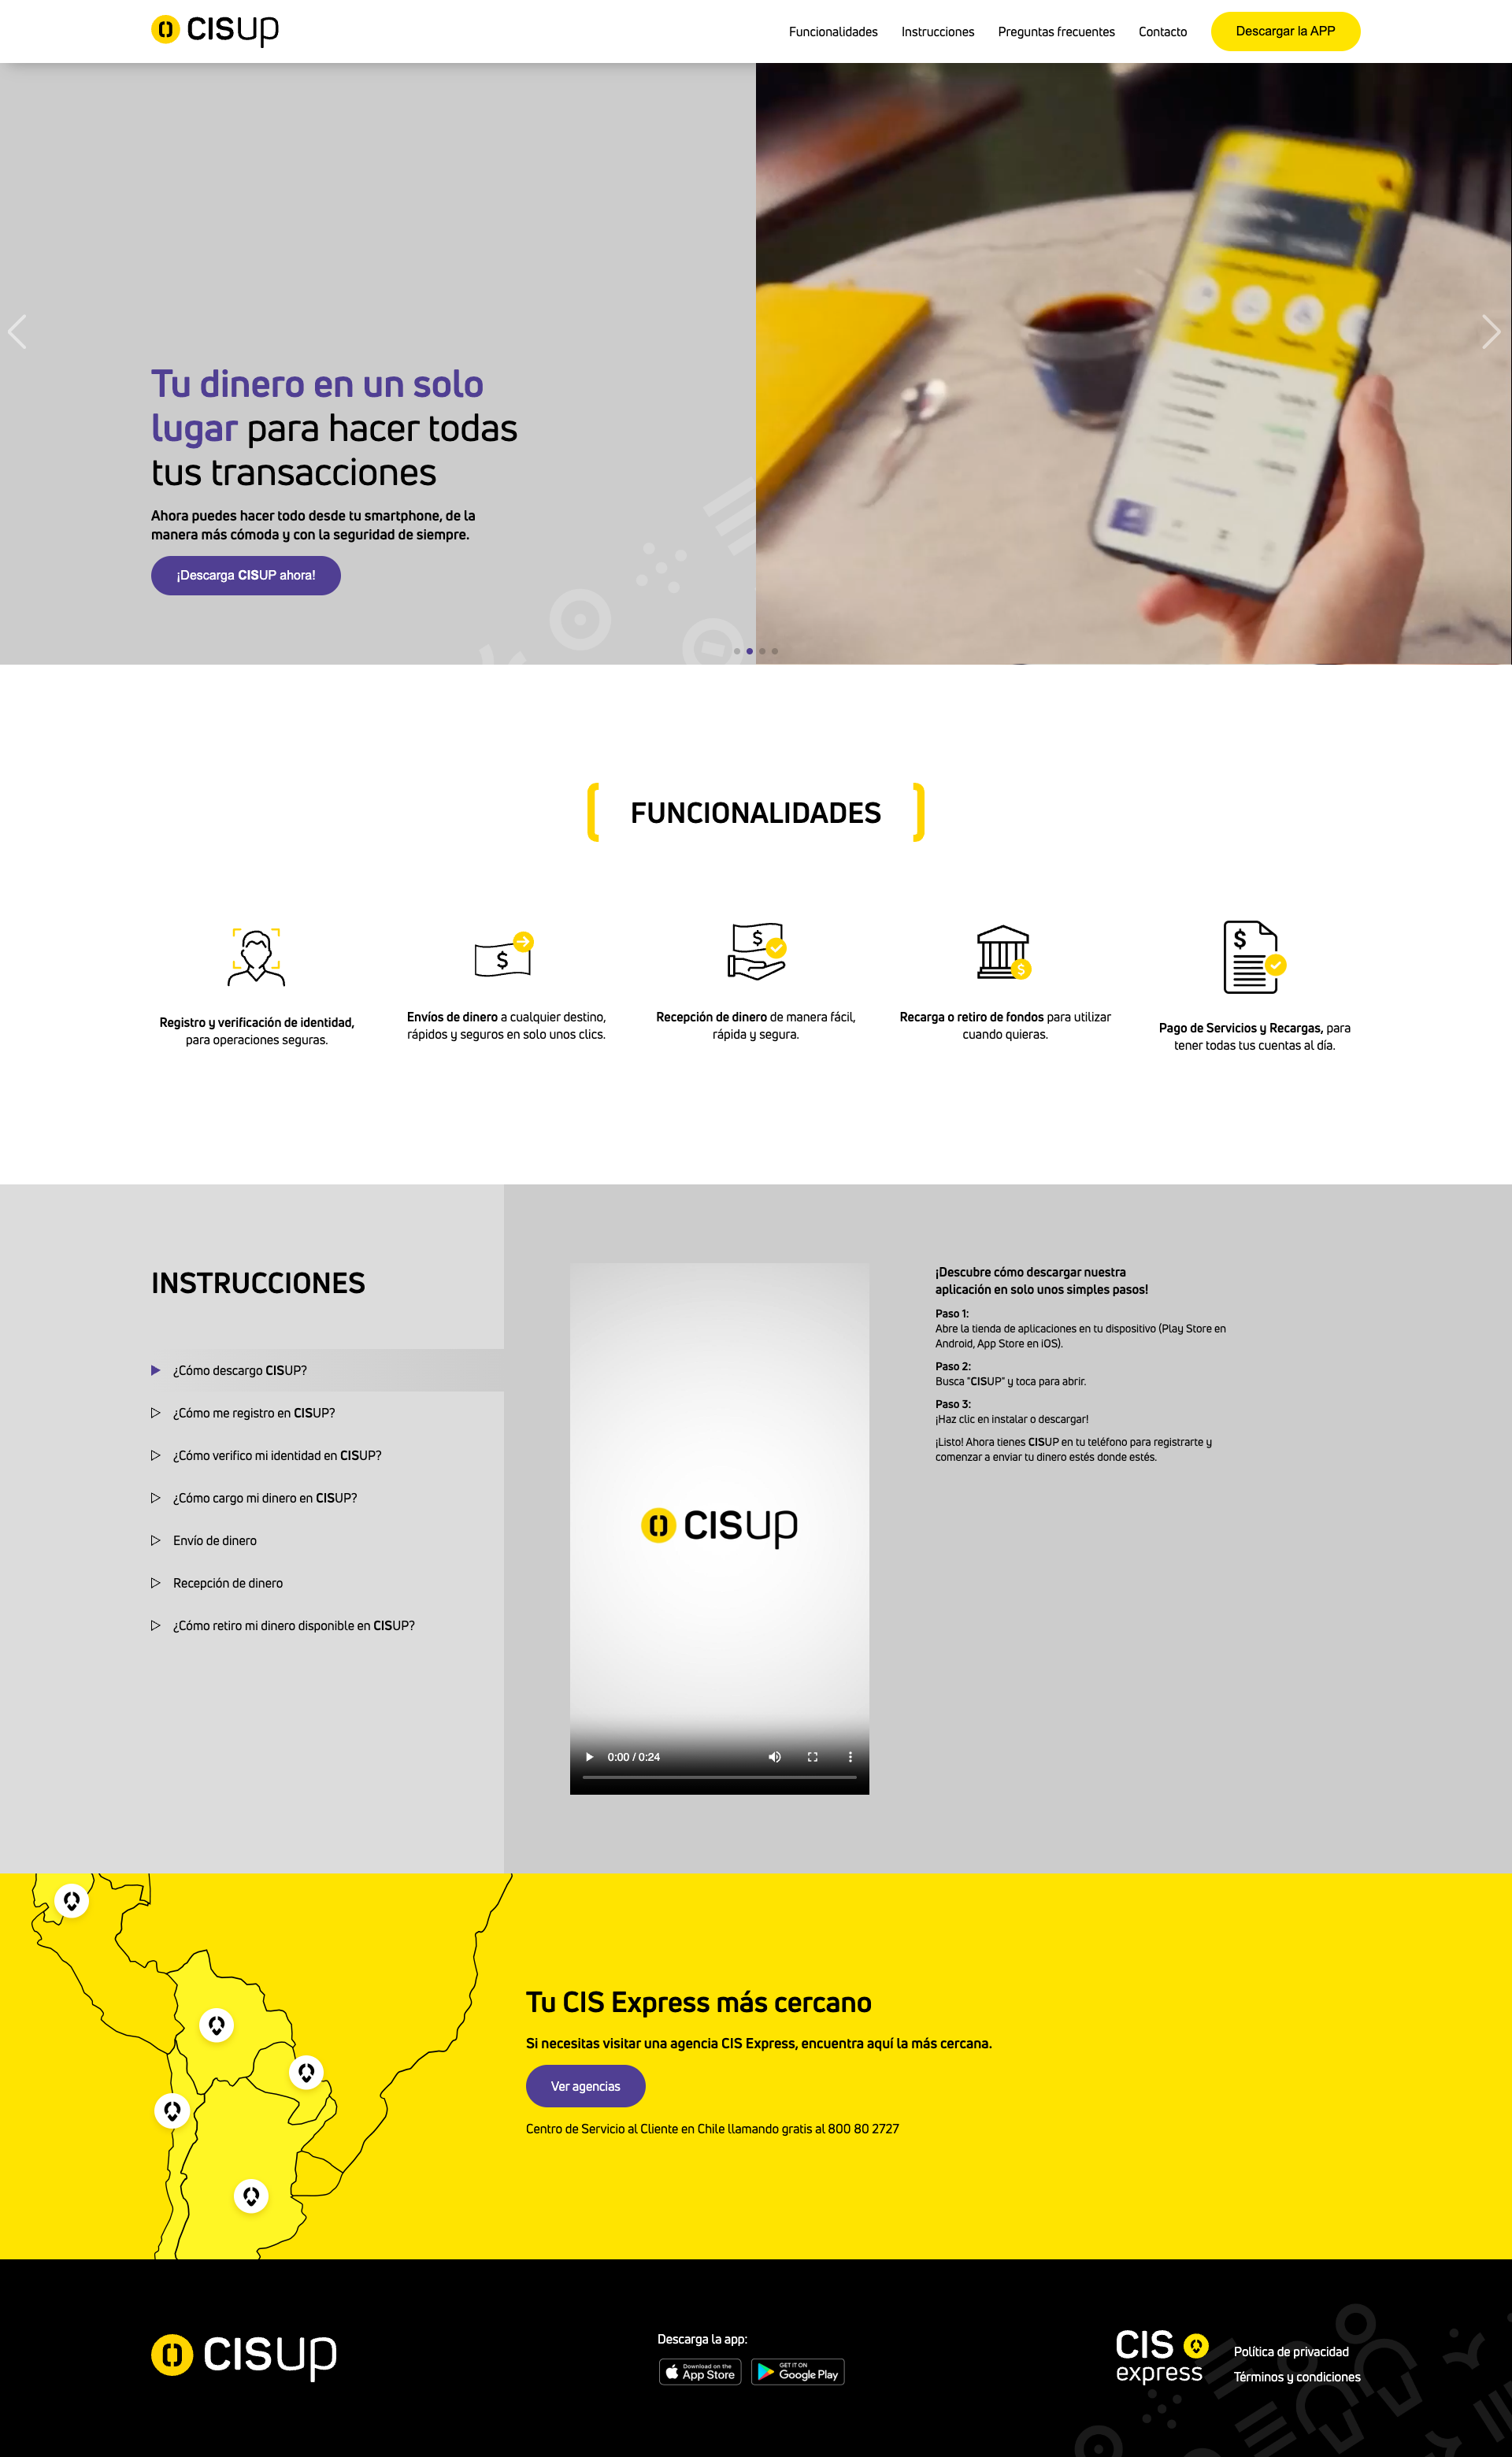 CISUP
Funcionalidades
Instrucciones
Preguntas frecuentes
Contacto
Descargar la APP
Tu dinero en un solo
lugar para hacer todas
tus transacciones
Ahora puedes hacer todo desde tu smartphone, de la
manera más cómoda y con la seguridad de siempre.
¡Descarga CISUP ahora!
FUNCIONALIDADES
Registro y verificación de identidad,
para operaciones seguras.
Envíos de dinero a cualquier destino,
rápidos y seguros en solo unos clics.
Recepción de dinero de manera fácil,
rápida y segura.
Recarga o retiro de fondos para utilizar
cuando quieras.
Pago de Servicios y Recargas, para
tener todas tus cuentas al día.
INSTRUCCIONES
¿Cómo descargo CISUP?
¿Cómo me registro en CISUP?
¿Cómo verifico mi identidad en CISUP?
¿Cómo cargo mi dinero en CISUP?
Envío de dinero
Recepción de dinero
¿Cómo retiro mi dinero disponible en CISUP?
CISUP
0:00 / 0:24
¡Descubre cómo descargar nuestra
aplicación en solo unos simples pasos!
Paso 1:
Abre la tienda de aplicaciones en tu dispositivo (Play Store en
Android, App Store en iOS).
Paso 2:
Busca "CISUP" y toca para abrir.
Paso 3:
¡Haz clic en instalar o descargar!
¡Listo! Ahora tienes CISUP en tu teléfono para registrarte y
comenzar a enviar tu dinero estés donde estés.
Tu CIS Express más cercano
Si necesitas visitar una agencia CIS Express, encuentra aquí la más cercana.
Ver agencias
Centro de Servicio al Cliente en Chile llamando gratis al 800 80 2727
CISUP
Descarga la app:
Download on the
App Store
GET IT ON
Google Play
CIS
express
Política de privacidad
Términos y condiciones